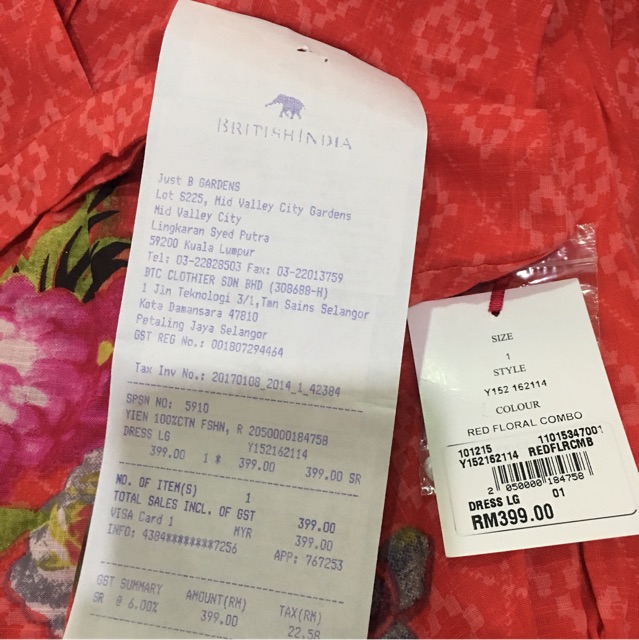 BRITISHINDIA
Just B GARDENS
Lot S225, Mid Valley City Gardens
Mid Valley City
Lingkaran Syed Putra
59200 Kuala Lumpur
Tel: 03-22828503 Fax: 03-22013759
BTC CLOTHIER SDN BHD (308688-H)
1 Jln Teknologi 3/1,Tmn Sains Selangor
Kota Damansara 47810
Petaling Jaya Selangor
GST REG No.: 001807294464
Tax Inv No.: 20170108_2014_1_42384
SPSN NO: 5910
YIEN 100%CTN FSHN, R 2050000184758
DRESS LG Y152162114
399.00 1 * 399.00 399.00 SR
NO. OF ITEM(S) 1
TOTAL SALES INCL. OF GST 399.00
VISA Card 1 MYR 399.00
INFO: 4384********7256 APP: 767253
GST SUMMARY AMOUNT(RM) TAX(RM)
SR @ 6.00% 399.00 22.58
SIZE
1
STYLE
Y152 162114
COLOUR
RED FLORAL COMBO
101215 11015347001
Y152162114 REDFLRCMB
2 050000 184758
DRESS LG 01
RM399.00